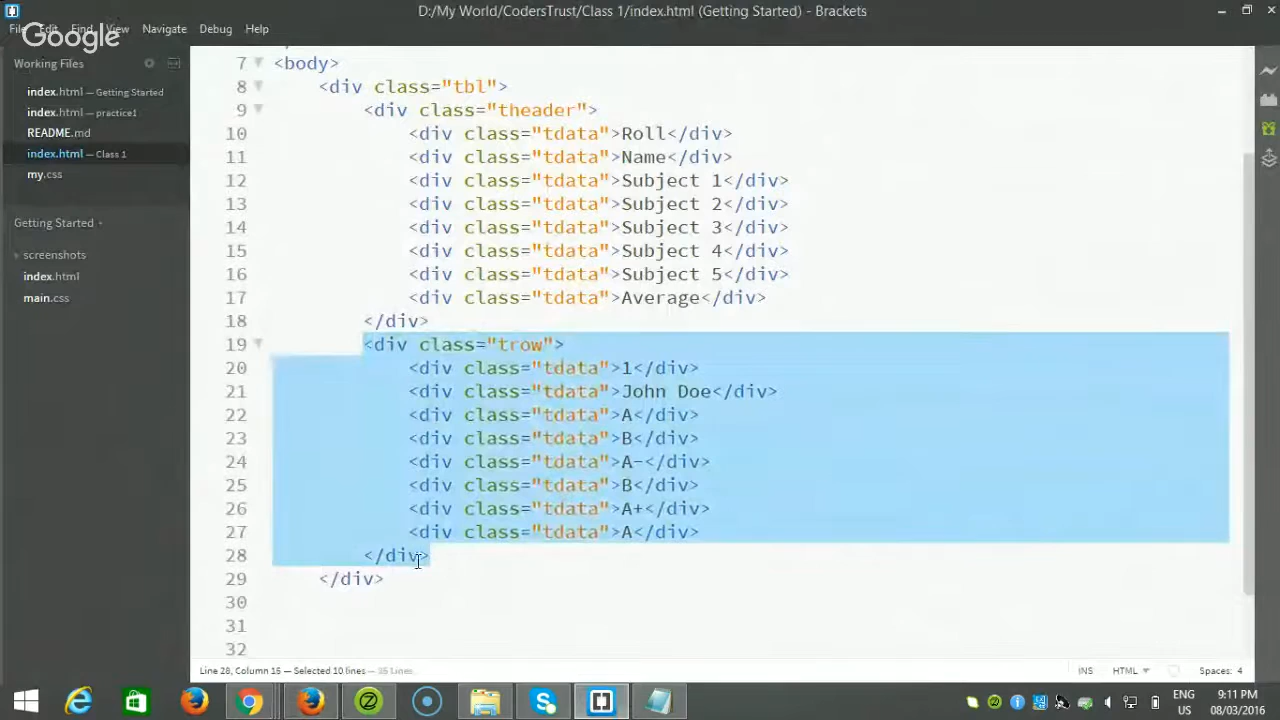 D:/My World/CodersTrust/Class 1/index.html (Getting Started) - Brackets
File Edit Find View Navigate Debug Help
Google
Working Files
index.html — Getting Started
index.html — practice1
README.md
index.html — Class 1
my.css
Getting Started
screenshots
index.html
main.css
7 <body>
8 <div class="tbl">
9 <div class="theader">
10 <div class="tdata">Roll</div>
11 <div class="tdata">Name</div>
12 <div class="tdata">Subject 1</div>
13 <div class="tdata">Subject 2</div>
14 <div class="tdata">Subject 3</div>
15 <div class="tdata">Subject 4</div>
16 <div class="tdata">Subject 5</div>
17 <div class="tdata">Average</div>
18 </div>
19 <div class="trow">
20 <div class="tdata">1</div>
21 <div class="tdata">John Doe</div>
22 <div class="tdata">A</div>
23 <div class="tdata">B</div>
24 <div class="tdata">A-</div>
25 <div class="tdata">B</div>
26 <div class="tdata">A+</div>
27 <div class="tdata">A</div>
28 </div>
29 </div>
30
31
32
Line 28, Column 15 — Selected 10 lines — 35 Lines
INS HTML Spaces: 4
ENG 9:11 PM
US 08/03/2016